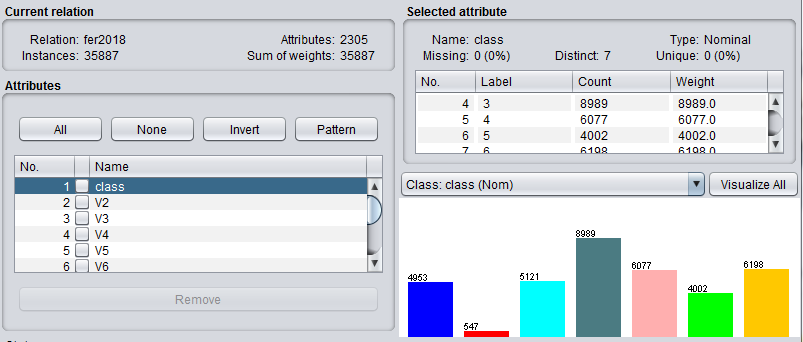 Current relation
Relation: fer2018 Attributes: 2305
Instances: 35887 Sum of weights: 35887
Attributes
All None Invert Pattern
No. Name
1 class
2 V2
3 V3
4 V4
5 V5
6 V6
Remove
Selected attribute
Name: class Type: Nominal
Missing: 0 (0%) Distinct: 7 Unique: 0 (0%)
No. Label Count Weight
4 3 8989 8989.0
5 4 6077 6077.0
6 5 4002 4002.0
7 6 6198 6198.0
Class: class (Nom) Visualize All
4953 547 5121 8989 6077 4002 6198